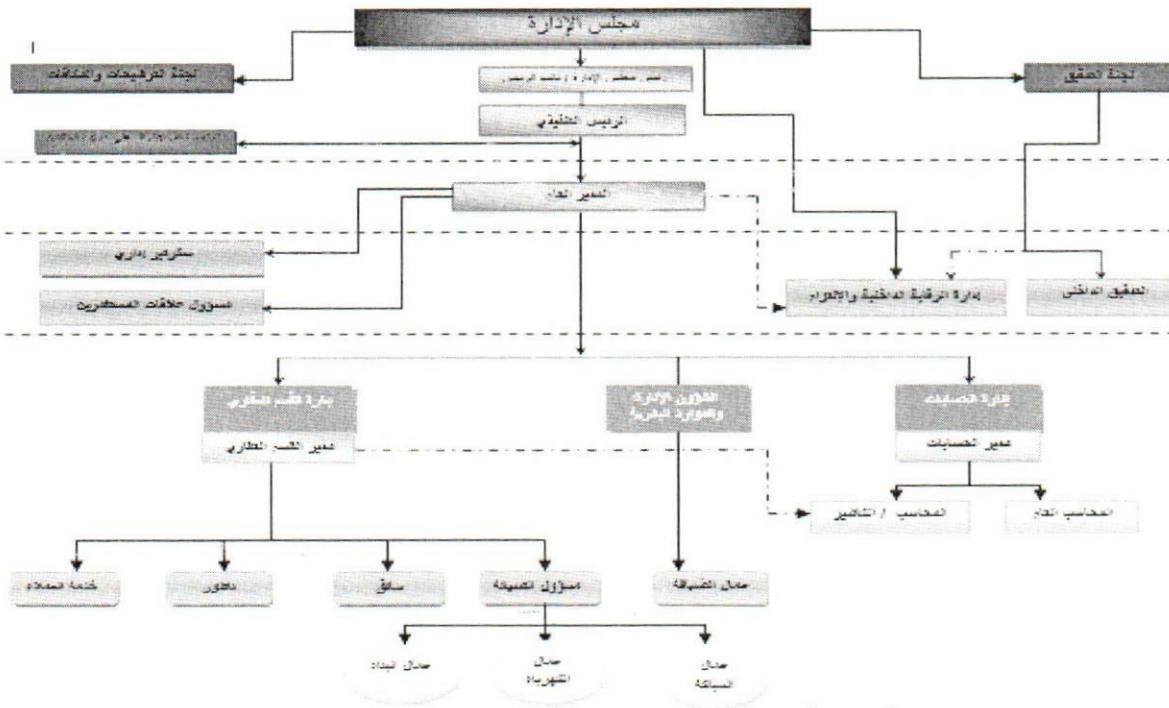 مجلس الإدارة
لجنة الترشيحات والمكافآت
لجنة التدقيق
الرئيس التنفيذي
المدير العام
سكرتير إداري
مسؤول علاقات المستثمرين
إدارة الرقابة الداخلية والالتزام
التدقيق الداخلي
إدارة الحسابات
مدير الحسابات
الشؤون الإدارية
والموارد البشرية
إدارة القسم العقاري
مدير القسم العقاري
المحاسب العام
المحاسب / التأجير
عمال الضيافة
مسؤول الصيانة
سائق
ناطور
خدمة العملاء
عمال
السباكة
عمال
الكهرباء
عمال البناء